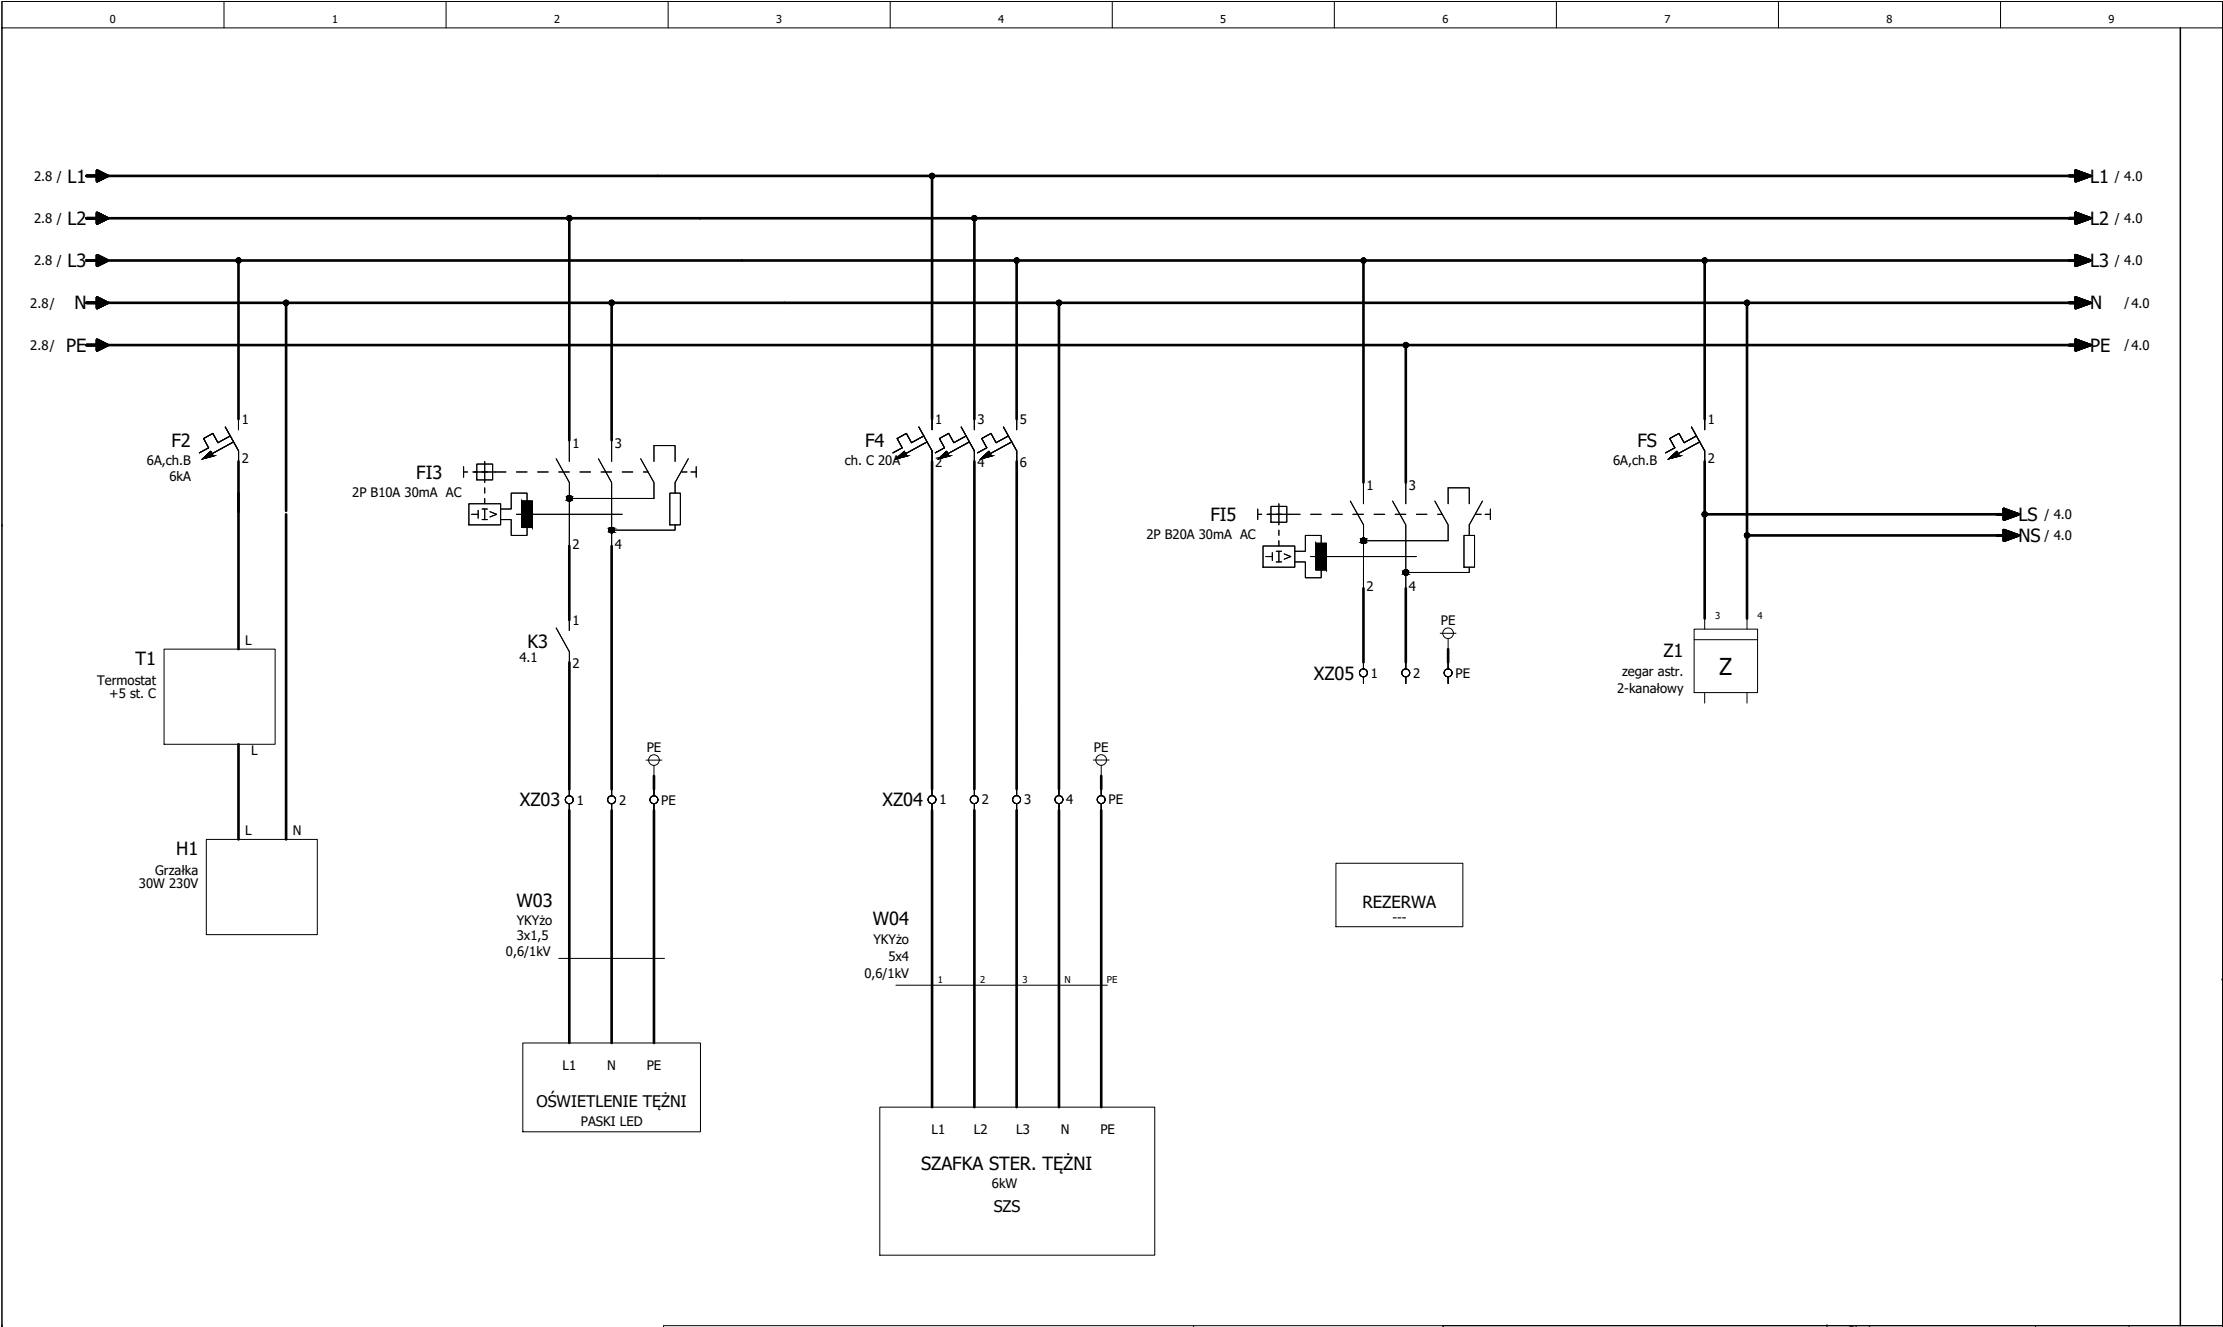 0 1 2 3 4 5 6 7 8 9
2.8 / L1 L1 / 4.0
2.8 / L2 L2 / 4.0
2.8 / L3 L3 / 4.0
2.8/ N N / 4.0
2.8/ PE PE / 4.0
F2
6A,ch.B
6kA
1
2
T1
Termostat
+5 st. C
L
L
H1
Grzałka
30W 230V
L N
FI3
2P B10A 30mA AC
1 3
2 4
K3
4.1
1
2
PE
XZ03 1 2 PE
W03
YKYżo
3x1,5
0,6/1kV
L1 N PE
OŚWIETLENIE TĘŻNI
PASKI LED
F4
ch. C 20A
1 3 5
2 4 6
PE
XZ04 1 2 3 4 PE
W04
YKYżo
5x4
0,6/1kV
1 2 3 N PE
L1 L2 L3 N PE
SZAFKA STER. TĘŻNI
6kW
SZS
FI5
2P B20A 30mA AC
1 3
2 4
I>
I>
PE
XZ05 1 2 PE
REZERWA
---
FS
6A,ch.B
1
2
LS / 4.0
NS / 4.0
3 4
Z1
zegar astr.
2-kanałowy
Z